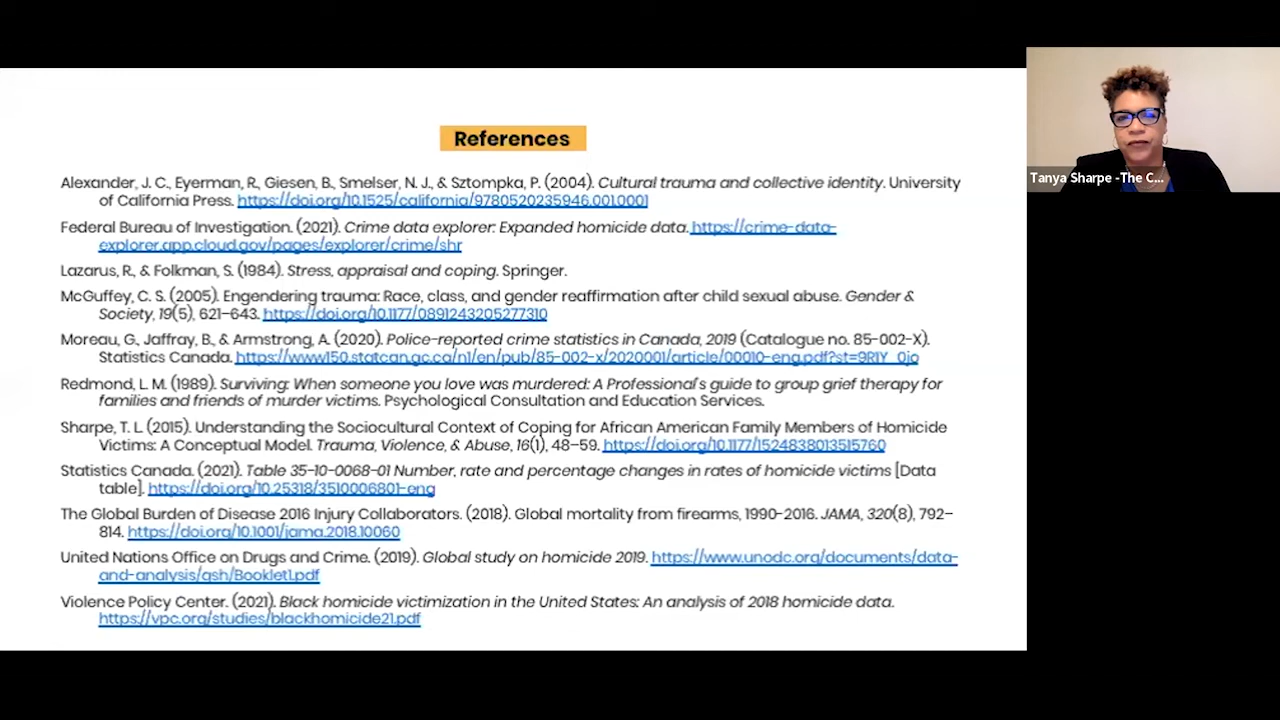 References
Alexander, J. C., Eyerman, R., Giesen, B., Smelser, N. J., & Sztompka, P. (2004). Cultural trauma and collective identity. University
of California Press. https://doi.org/10.1525/california/9780520235946.001.0001
Federal Bureau of Investigation. (2021). Crime data explorer: Expanded homicide data. https://crime-data-
explorer.app.cloud.gov/pages/explorer/crime/shr
Lazarus, R., & Folkman, S. (1984). Stress, appraisal and coping. Springer.
McGuffey, C. S. (2005). Engendering trauma: Race, class, and gender reaffirmation after child sexual abuse. Gender &
Society, 19(5), 621–643. https://doi.org/10.1177/0891243205277310
Moreau, G., Jaffray, B., & Armstrong, A. (2020). Police-reported crime statistics in Canada, 2019 (Catalogue no. 85-002-X).
Statistics Canada. https://www150.statcan.gc.ca/n1/en/pub/85-002-x/2020001/article/00010-eng.pdf?st=9R1Y_0jo
Redmond, L. M. (1989). Surviving: When someone you love was murdered: A Professional's guide to group grief therapy for
families and friends of murder victims. Psychological Consultation and Education Services.
Sharpe, T. L. (2015). Understanding the Sociocultural Context of Coping for African American Family Members of Homicide
Victims: A Conceptual Model. Trauma, Violence, & Abuse, 16(1), 48–59. https://doi.org/10.1177/1524838013515760
Statistics Canada. (2021). Table 35-10-0068-01 Number, rate and percentage changes in rates of homicide victims [Data
table]. https://doi.org/10.25318/3510006801-eng
The Global Burden of Disease 2016 Injury Collaborators. (2018). Global mortality from firearms, 1990-2016. JAMA, 320(8), 792–
814. https://doi.org/10.1001/jama.2018.10060
United Nations Office on Drugs and Crime. (2019). Global study on homicide 2019. https://www.unodc.org/documents/data-
and-analysis/gsh/Booklet1.pdf
Violence Policy Center. (2021). Black homicide victimization in the United States: An analysis of 2018 homicide data.
https://vpc.org/studies/blackhomicide21.pdf
Tanya Sharpe -The C...